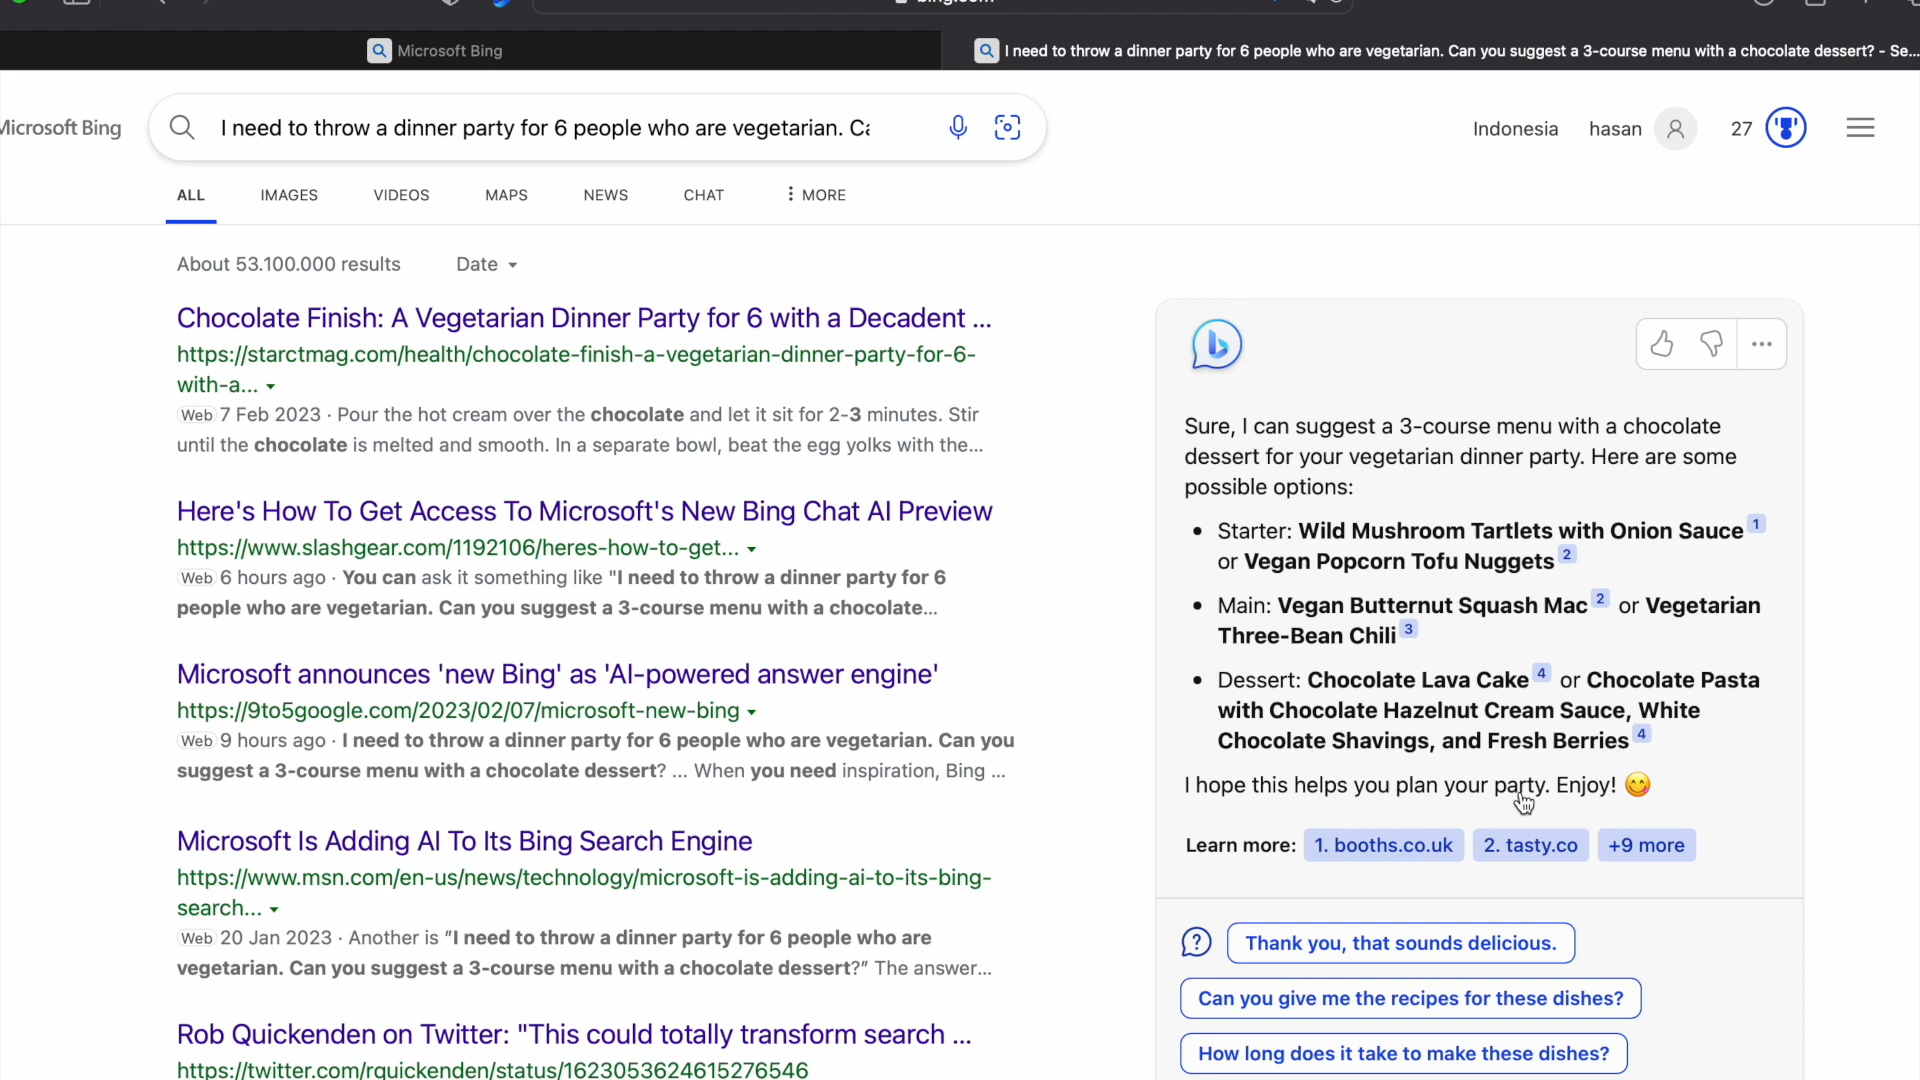 Microsoft Bing
I need to throw a dinner party for 6 people who are vegetarian. Can you suggest a 3-course menu with a chocolate dessert? - Se...
Microsoft Bing
I need to throw a dinner party for 6 people who are vegetarian. Ca
Indonesia
hasan
27
ALL
IMAGES
VIDEOS
MAPS
NEWS
CHAT
MORE
About 53.100.000 results
Date
Chocolate Finish: A Vegetarian Dinner Party for 6 with a Decadent ...
https://starctmag.com/health/chocolate-finish-a-vegetarian-dinner-party-for-6-
with-a...
Web 7 Feb 2023 · Pour the hot cream over the chocolate and let it sit for 2-3 minutes. Stir
until the chocolate is melted and smooth. In a separate bowl, beat the egg yolks with the...
Here's How To Get Access To Microsoft's New Bing Chat AI Preview
https://www.slashgear.com/1192106/heres-how-to-get...
Web 6 hours ago · You can ask it something like "I need to throw a dinner party for 6
people who are vegetarian. Can you suggest a 3-course menu with a chocolate...
Microsoft announces 'new Bing' as 'AI-powered answer engine'
https://9to5google.com/2023/02/07/microsoft-new-bing
Web 9 hours ago · I need to throw a dinner party for 6 people who are vegetarian. Can you
suggest a 3-course menu with a chocolate dessert? ... When you need inspiration, Bing ...
Microsoft Is Adding AI To Its Bing Search Engine
https://www.msn.com/en-us/news/technology/microsoft-is-adding-ai-to-its-bing-
search...
Web 20 Jan 2023 · Another is "I need to throw a dinner party for 6 people who are
vegetarian. Can you suggest a 3-course menu with a chocolate dessert?" The answer...
Rob Quickenden on Twitter: "This could totally transform search ...
https://twitter.com/rquickenden/status/1623053624615276546
Sure, I can suggest a 3-course menu with a chocolate
dessert for your vegetarian dinner party. Here are some
possible options:
• Starter: Wild Mushroom Tartlets with Onion Sauce 1
or Vegan Popcorn Tofu Nuggets 2
• Main: Vegan Butternut Squash Mac 2 or Vegetarian
Three-Bean Chili 3
• Dessert: Chocolate Lava Cake 4 or Chocolate Pasta
with Chocolate Hazelnut Cream Sauce, White
Chocolate Shavings, and Fresh Berries 4
I hope this helps you plan your party. Enjoy! 😋
Learn more: 1. booths.co.uk 2. tasty.co +9 more
Thank you, that sounds delicious.
Can you give me the recipes for these dishes?
How long does it take to make these dishes?